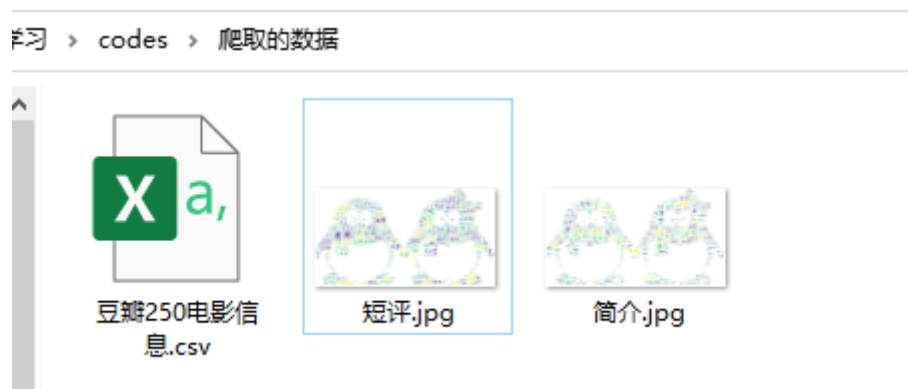 学习 › codes › 爬取的数据
X a,
豆瓣250电影信
息.csv
短评.jpg
简介.jpg